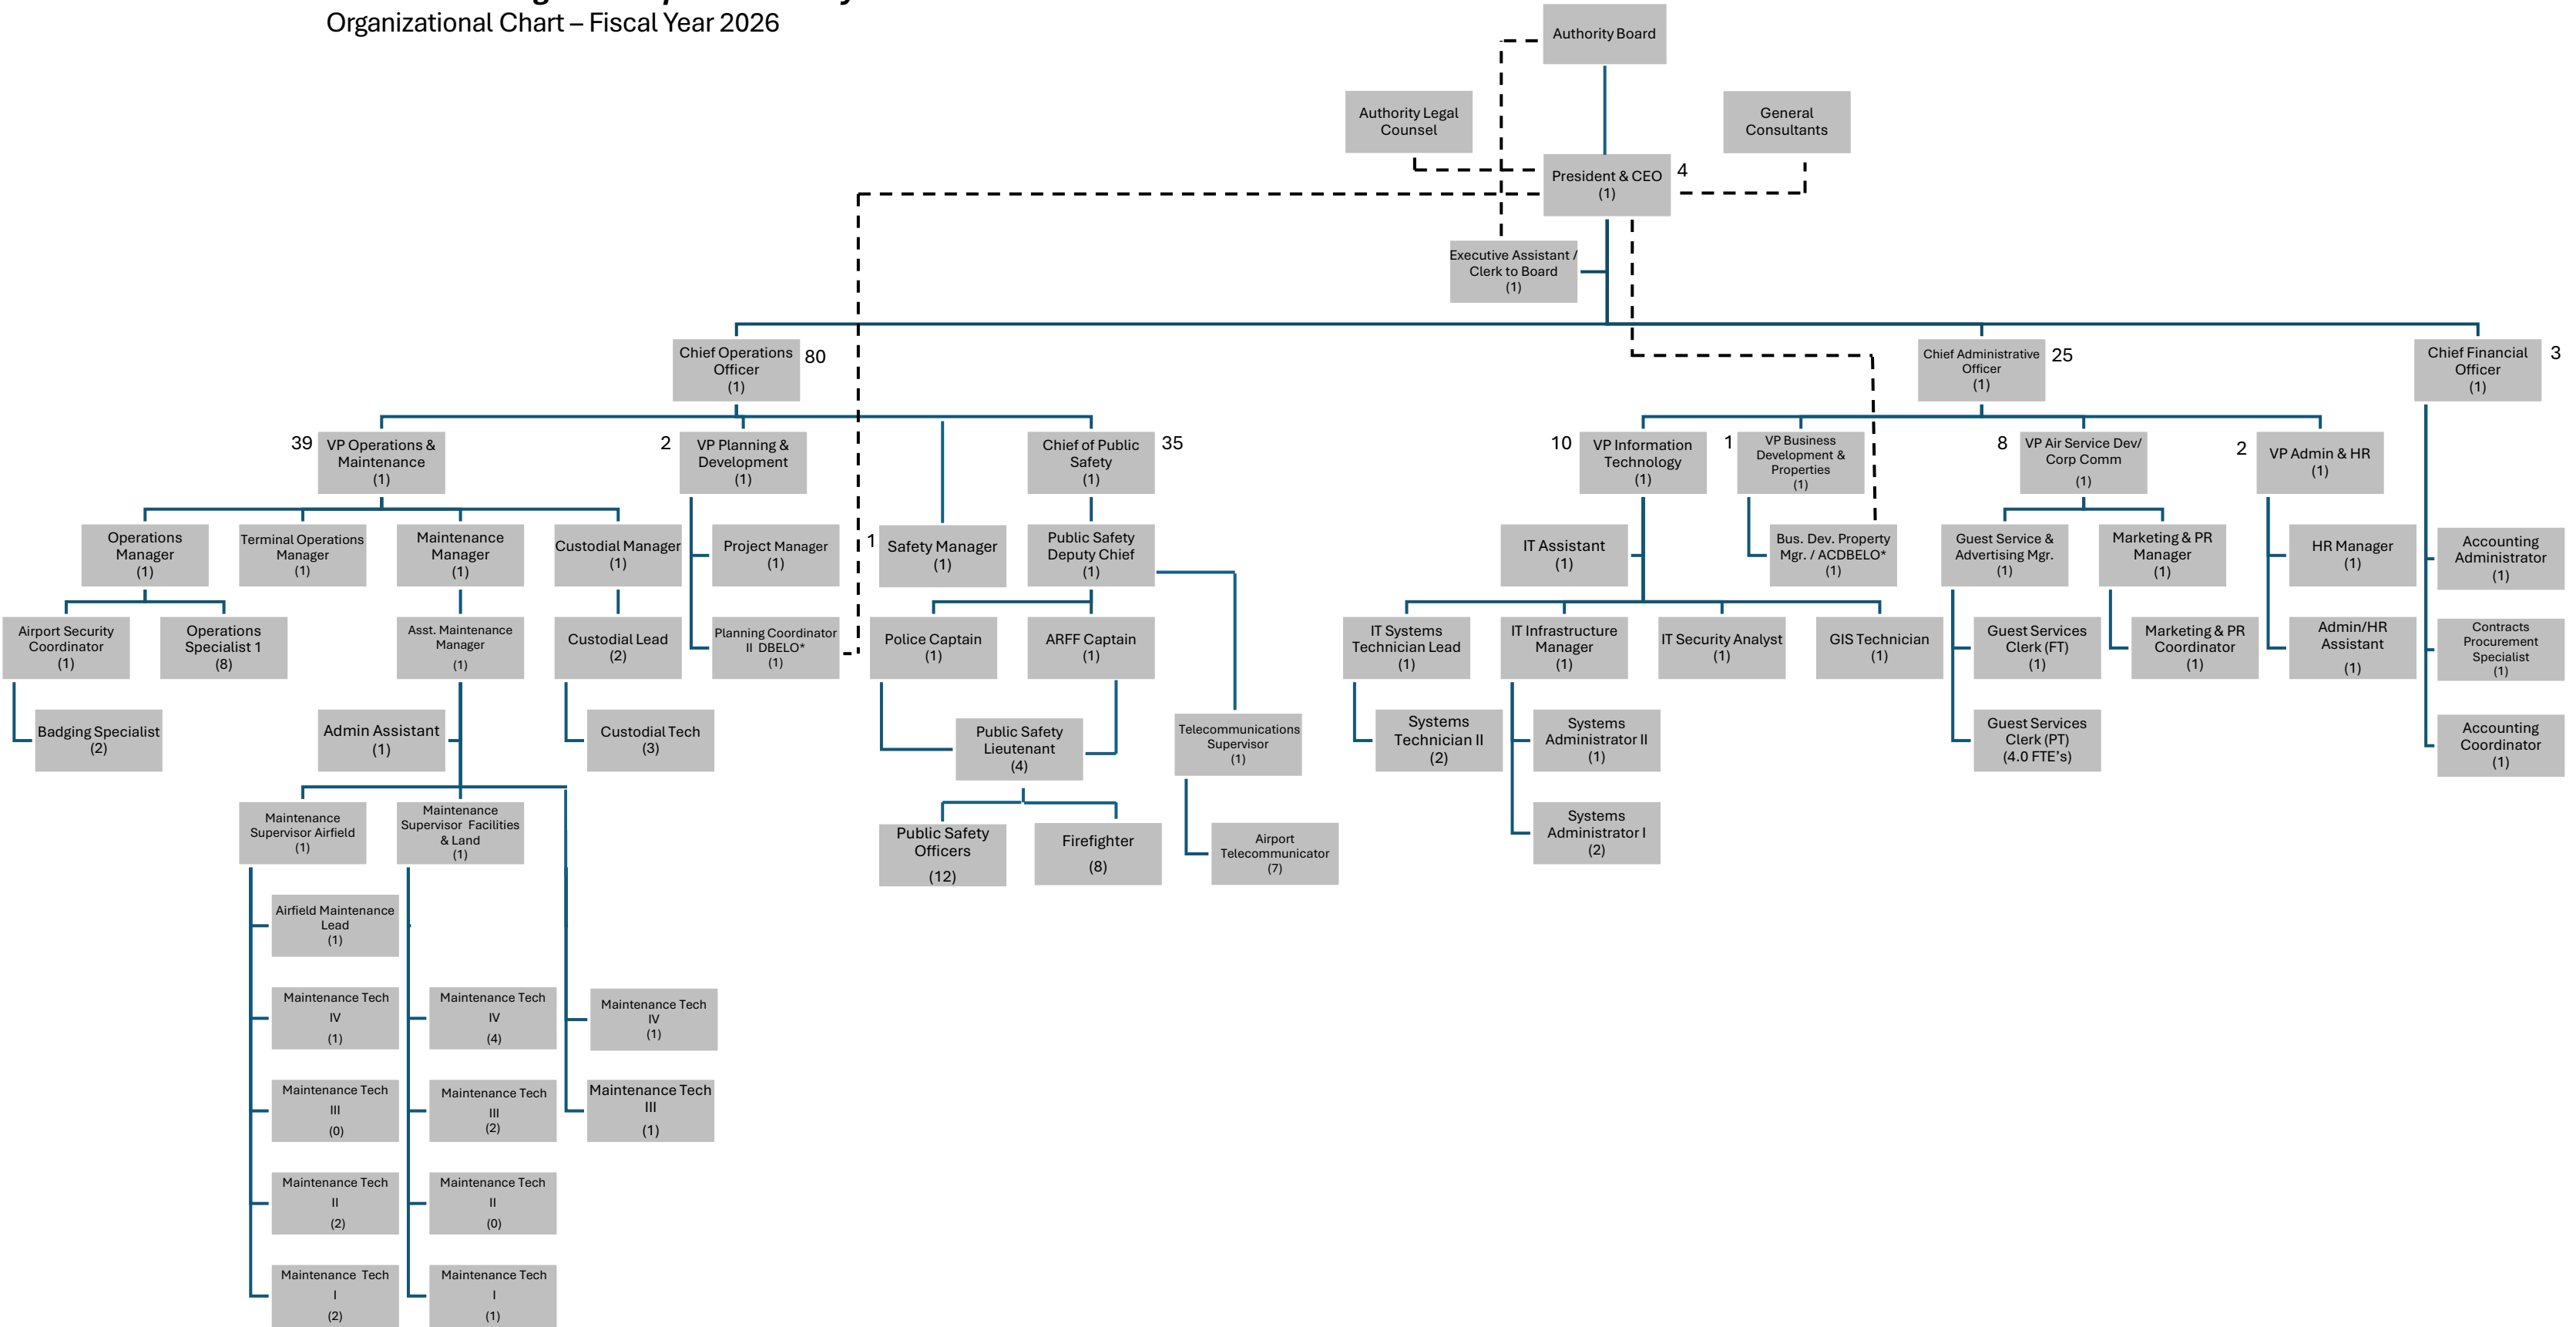 Organizational Chart – Fiscal Year 2026
Authority Board
Authority Legal
Counsel
General
Consultants
President & CEO
(1)
4
Executive Assistant /
Clerk to Board
(1)
Chief Operations
Officer
(1)
80
Chief Administrative
Officer
(1)
25
Chief Financial
Officer
(1)
3
39
VP Operations &
Maintenance
(1)
2
VP Planning &
Development
(1)
Chief of Public
Safety
(1)
35
10
VP Information
Technology
(1)
1
VP Business
Development &
Properties
(1)
8
VP Air Service Dev/
Corp Comm
(1)
2
VP Admin & HR
(1)
Operations
Manager
(1)
Terminal Operations
Manager
(1)
Maintenance
Manager
(1)
Custodial Manager
(1)
Project Manager
(1)
1
Safety Manager
(1)
Public Safety
Deputy Chief
(1)
IT Assistant
(1)
Bus. Dev. Property
Mgr. / ACDBELO*
(1)
Guest Service &
Advertising Mgr.
(1)
Marketing & PR
Manager
(1)
HR Manager
(1)
Accounting
Administrator
(1)
Airport Security
Coordinator
(1)
Operations
Specialist 1
(8)
Asst. Maintenance
Manager
(1)
Custodial Lead
(2)
Planning Coordinator
II DBELO*
(1)
Police Captain
(1)
ARFF Captain
(1)
IT Systems
Technician Lead
(1)
IT Infrastructure
Manager
(1)
IT Security Analyst
(1)
GIS Technician
(1)
Guest Services
Clerk (FT)
(1)
Marketing & PR
Coordinator
(1)
Admin/HR
Assistant
(1)
Contracts
Procurement
Specialist
(1)
Badging Specialist
(2)
Admin Assistant
(1)
Custodial Tech
(3)
Public Safety
Lieutenant
(4)
Telecommunications
Supervisor
(1)
Systems
Technician II
(2)
Systems
Administrator II
(1)
Guest Services
Clerk (PT)
(4.0 FTE's)
Accounting
Coordinator
(1)
Maintenance
Supervisor Airfield
(1)
Maintenance
Supervisor Facilities
& Land
(1)
Public Safety
Officers
(12)
Firefighter
(8)
Airport
Telecommunicator
(7)
Systems
Administrator I
(2)
Airfield Maintenance
Lead
(1)
Maintenance Tech
IV
(1)
Maintenance Tech
IV
(4)
Maintenance Tech
IV
(1)
Maintenance Tech
III
(0)
Maintenance Tech
III
(2)
Maintenance Tech
III
(1)
Maintenance Tech
II
(2)
Maintenance Tech
II
(0)
Maintenance Tech
I
(2)
Maintenance Tech
I
(1)